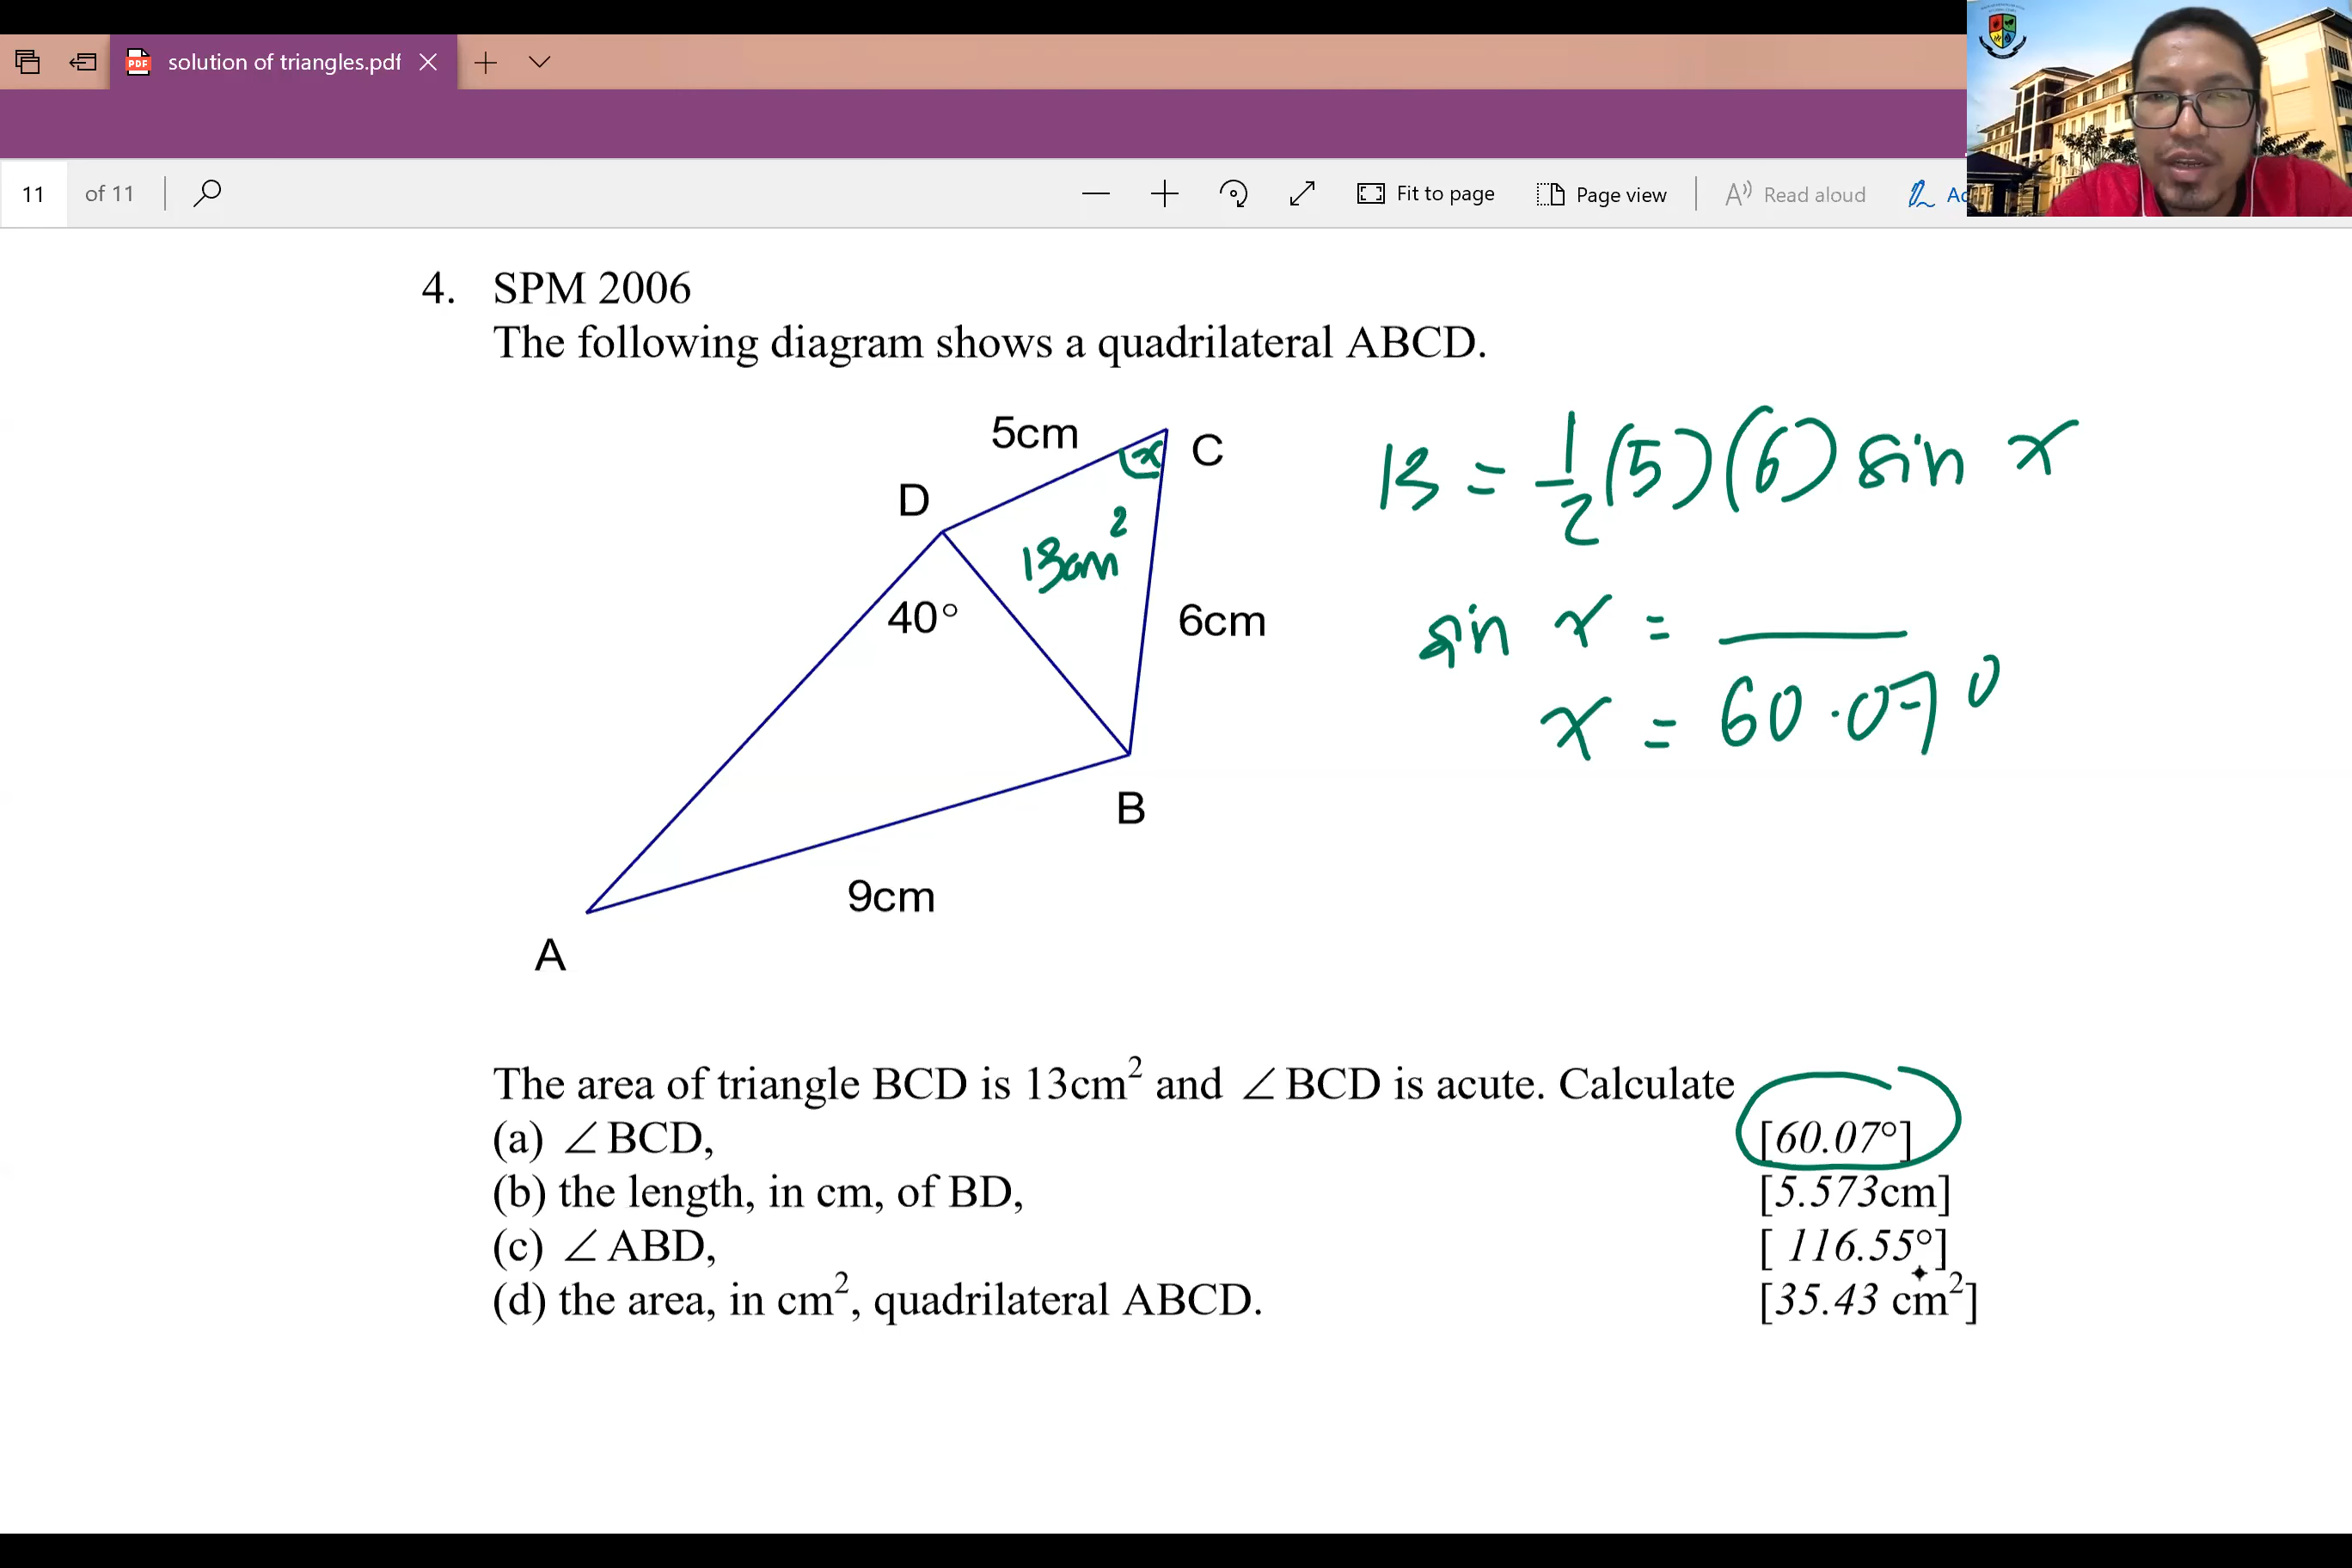 solution of triangles.pdf
11 of 11 Fit to page Page view Read aloud
4. SPM 2006
The following diagram shows a quadrilateral ABCD.
5cm
C
(x
D
13cm²
40°
6cm
B
9cm
A
13 = 1/2 (5)(6) sin x
sin x =
x = 60.07°
The area of triangle BCD is 13cm² and ∠BCD is acute. Calculate
(a) ∠BCD, [60.07°]
(b) the length, in cm, of BD, [5.573cm]
(c) ∠ABD, [ 116.55°]
(d) the area, in cm², quadrilateral ABCD. [35.43 cm²]